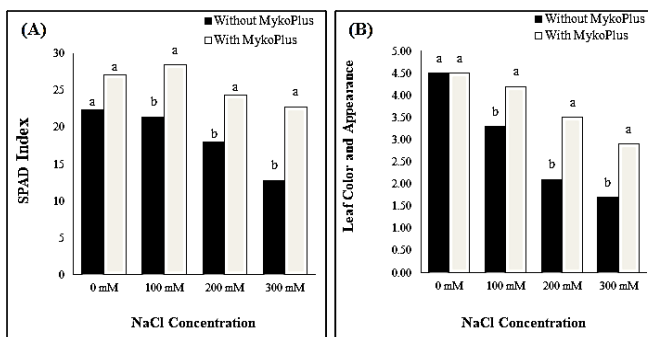 (A)
Without MykoPlus
With MykoPlus
30
25
20
15
10
5
0
SPAD Index
a a
b a
b a
b a
0 mM 100 mM 200 mM 300 mM
NaCl Concentration
(B)
Without MykoPlus
With MykoPlus
5.00
4.50
4.00
3.50
3.00
2.50
2.00
1.50
1.00
0.50
0.00
Leaf Color and Appearance
a a
b a
b a
b a
0 mM 100 mM 200 mM 300 mM
NaCl Concentration